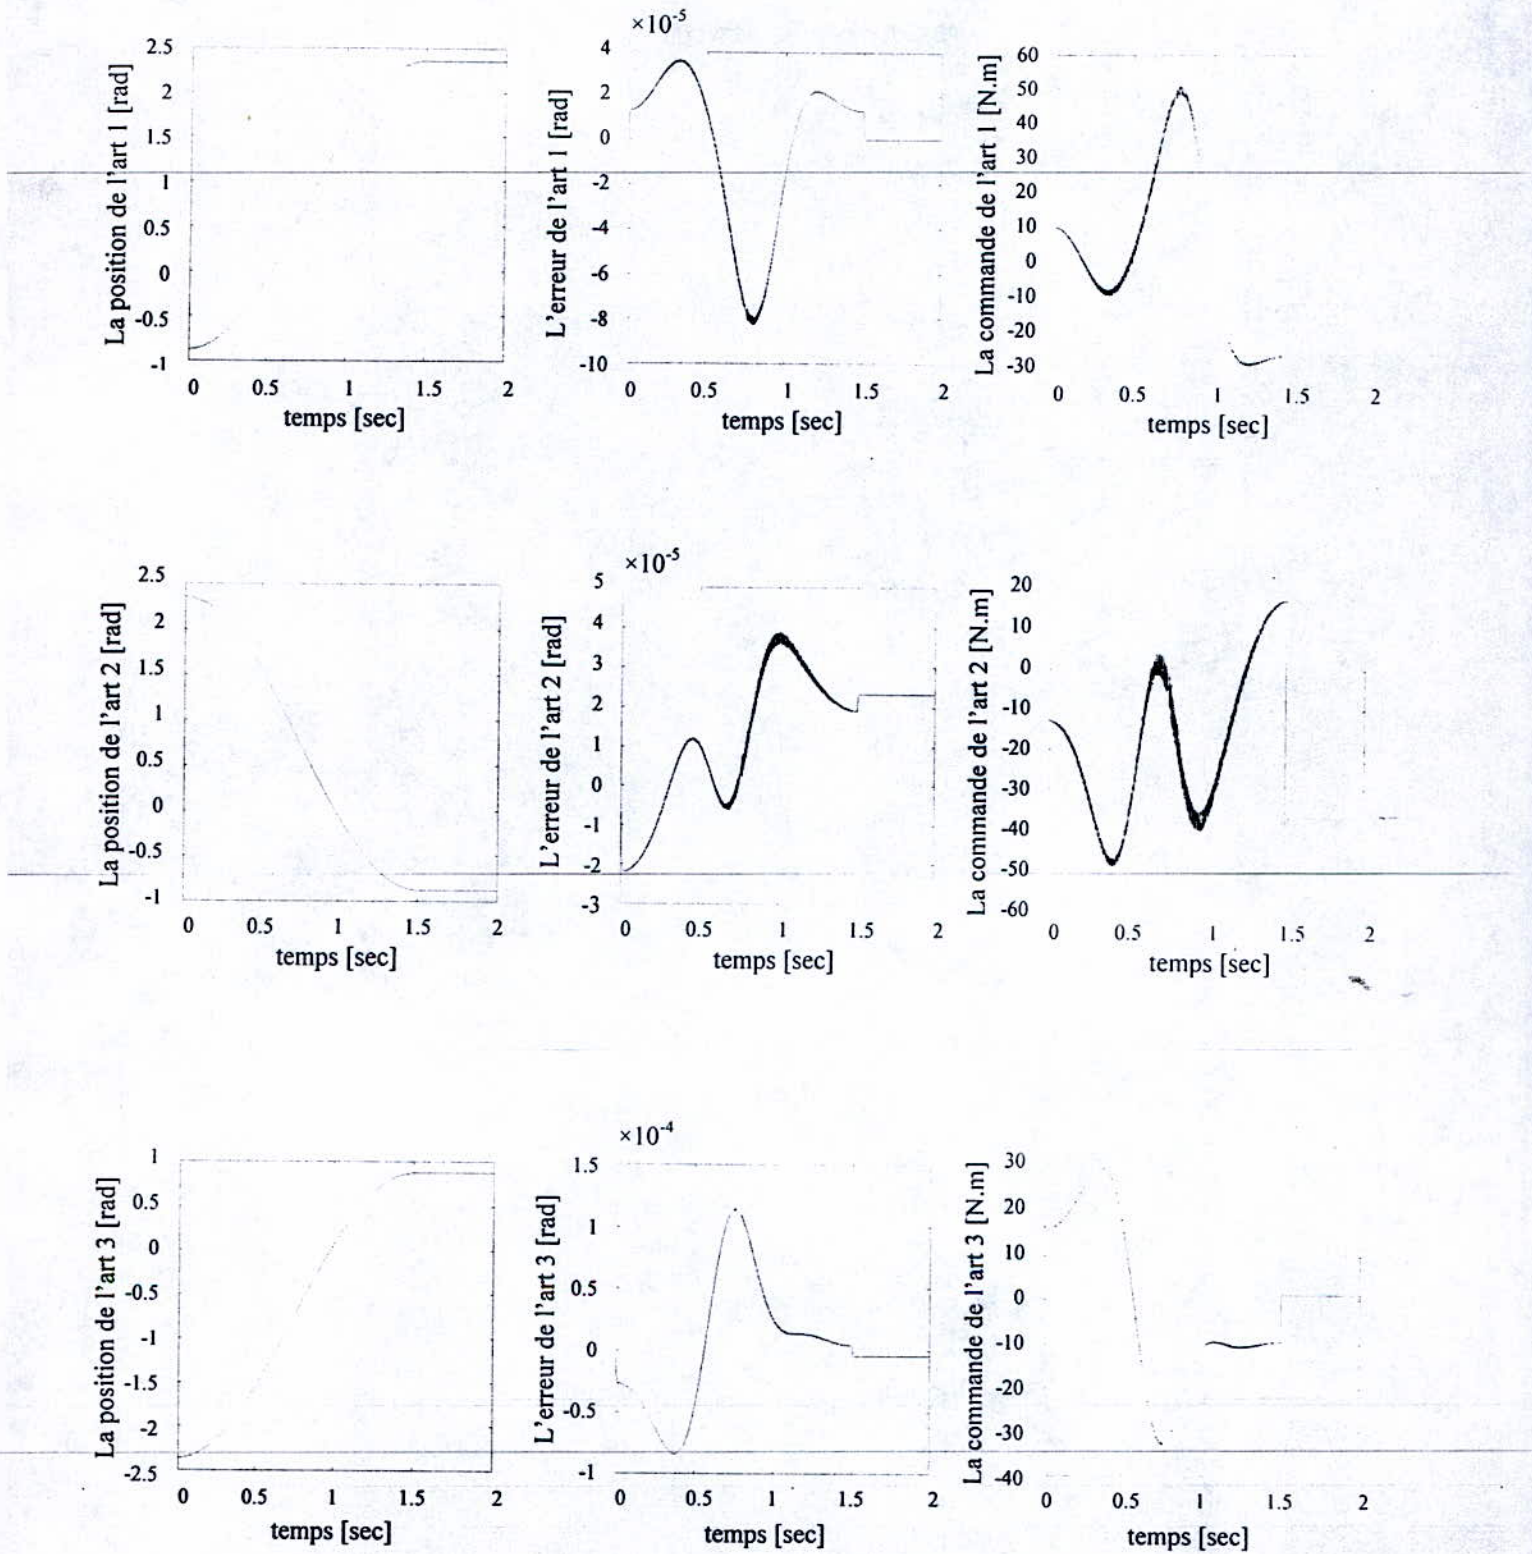 2.5
2
1.5
1
0.5
0
-0.5
-1
0 0.5 1 1.5 2
La position de l'art 1 [rad]
temps [sec]
×10-5
4
2
0
-2
-4
-6
-8
-10
0 0.5 1 1.5 2
L'erreur de l'art 1 [rad]
temps [sec]
60
50
40
30
20
10
0
-10
-20
-30
0 0.5 1 1.5 2
La commande de l'art 1 [N.m]
temps [sec]
2.5
2
1.5
1
0.5
0
-0.5
-1
0 0.5 1 1.5 2
La position de l'art 2 [rad]
temps [sec]
×10-5
5
4
3
2
1
0
-1
-2
-3
0 0.5 1 1.5 2
L'erreur de l'art 2 [rad]
temps [sec]
20
10
0
-10
-20
-30
-40
-50
-60
0 0.5 1 1.5 2
La commande de l'art 2 [N.m]
temps [sec]
1
0.5
0
-0.5
-1
-1.5
-2
-2.5
0 0.5 1 1.5 2
La position de l'art 3 [rad]
temps [sec]
×10-4
1.5
1
0.5
0
-0.5
-1
0 0.5 1 1.5 2
L'erreur de l'art 3 [rad]
temps [sec]
30
20
10
0
-10
-20
-30
-40
0 0.5 1 1.5 2
La commande de l'art 3 [N.m]
temps [sec]